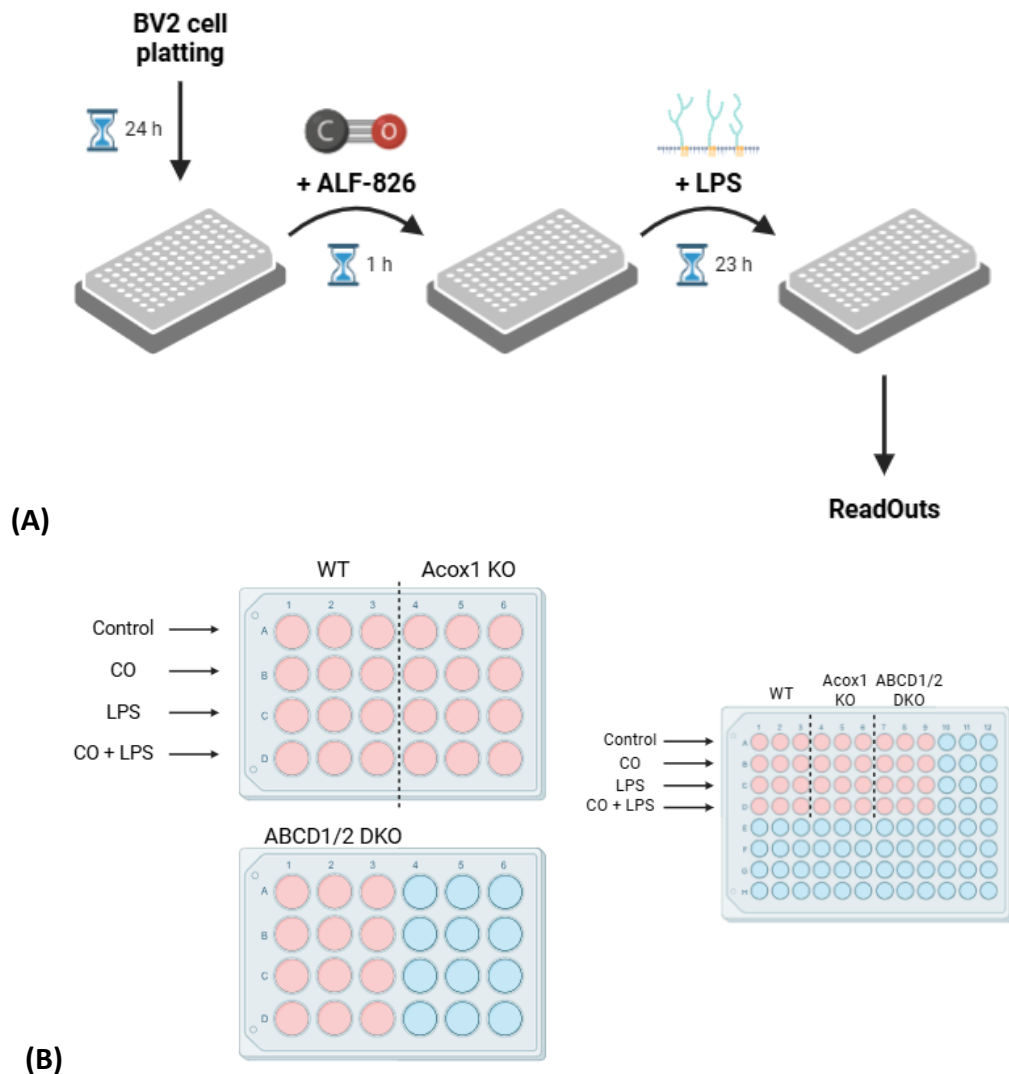 BV2 cell
platting
24 h
C O
+ ALF-826
1 h
+ LPS
23 h
ReadOuts
(A)
WT Acox1 KO
1 2 3 4 5 6
Control A
CO B
LPS C
CO + LPS D
ABCD1/2 DKO
1 2 3 4 5 6
A
B
C
D
WT Acox1 KO ABCD1/2 DKO
1 2 3 4 5 6 7 8 9 10 11 12
Control A
CO B
LPS C
CO + LPS D
E
F
G
H
(B)